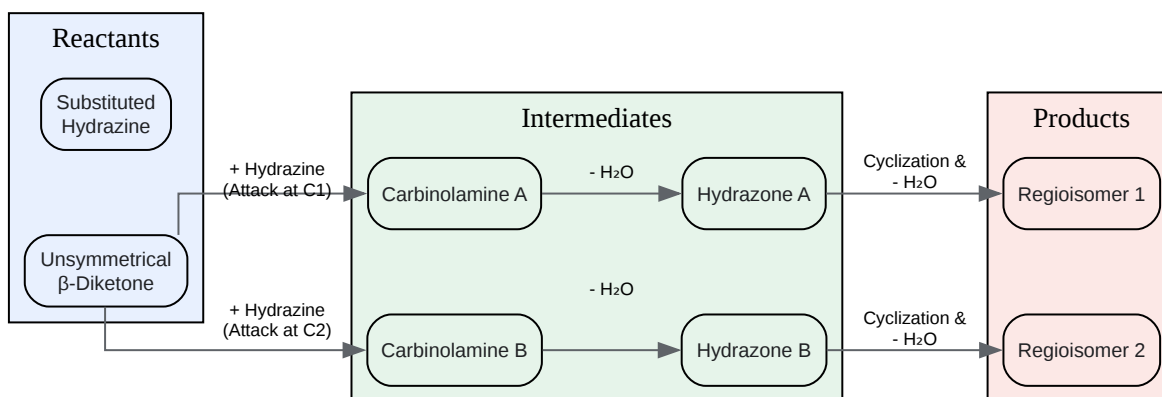 Reactants
Substituted
Hydrazine
Unsymmetrical
β-Diketone
+ Hydrazine
(Attack at C1)
+ Hydrazine
(Attack at C2)
Intermediates
Carbinolamine A
- H₂O
Hydrazone A
Carbinolamine B
- H₂O
Hydrazone B
Cyclization &
- H₂O
Cyclization &
- H₂O
Products
Regioisomer 1
Regioisomer 2